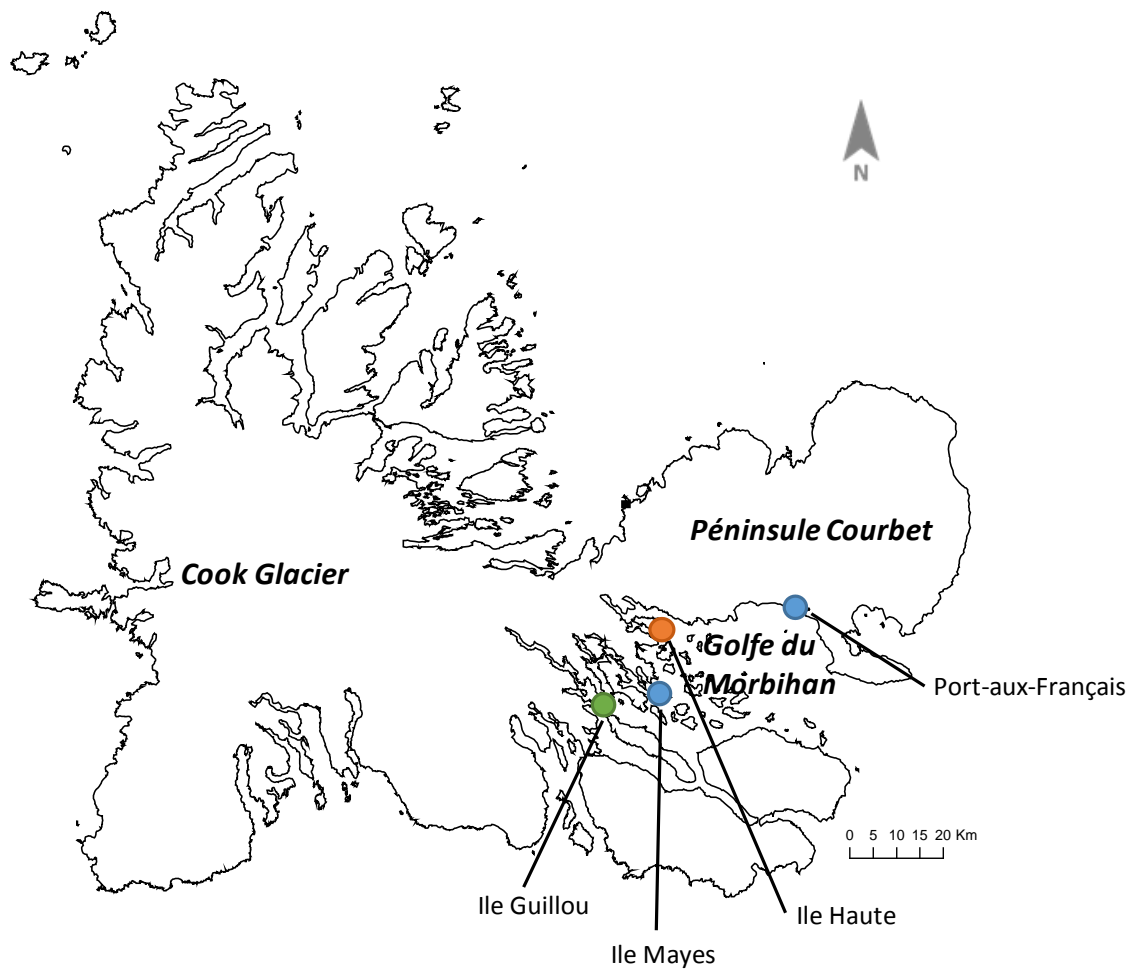 N
Péninsule Courbet
Cook Glacier
Golfe du
Morbihan
Port-aux-Français
0 5 10 15 20 Km
Ile Guillou
Ile Haute
Ile Mayes